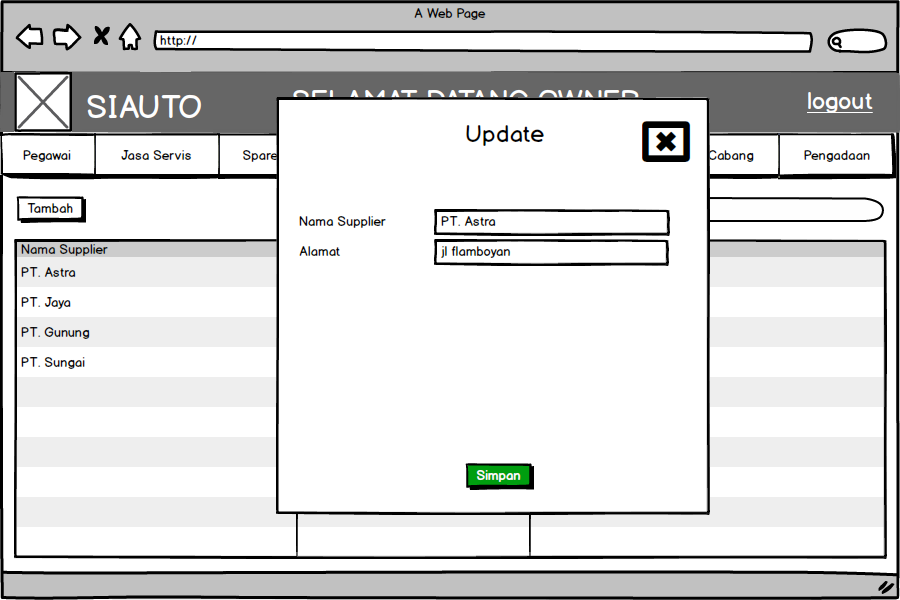 A Web Page
http://
SIAUTO
SELAMAT DATANG OWNER
logout
Pegawai
Jasa Servis
Spare
Cabang
Pengadaan
Tambah
Update
Nama Supplier
PT. Astra
Alamat
jl flamboyan
Simpan
Nama Supplier
PT. Astra
PT. Jaya
PT. Gunung
PT. Sungai